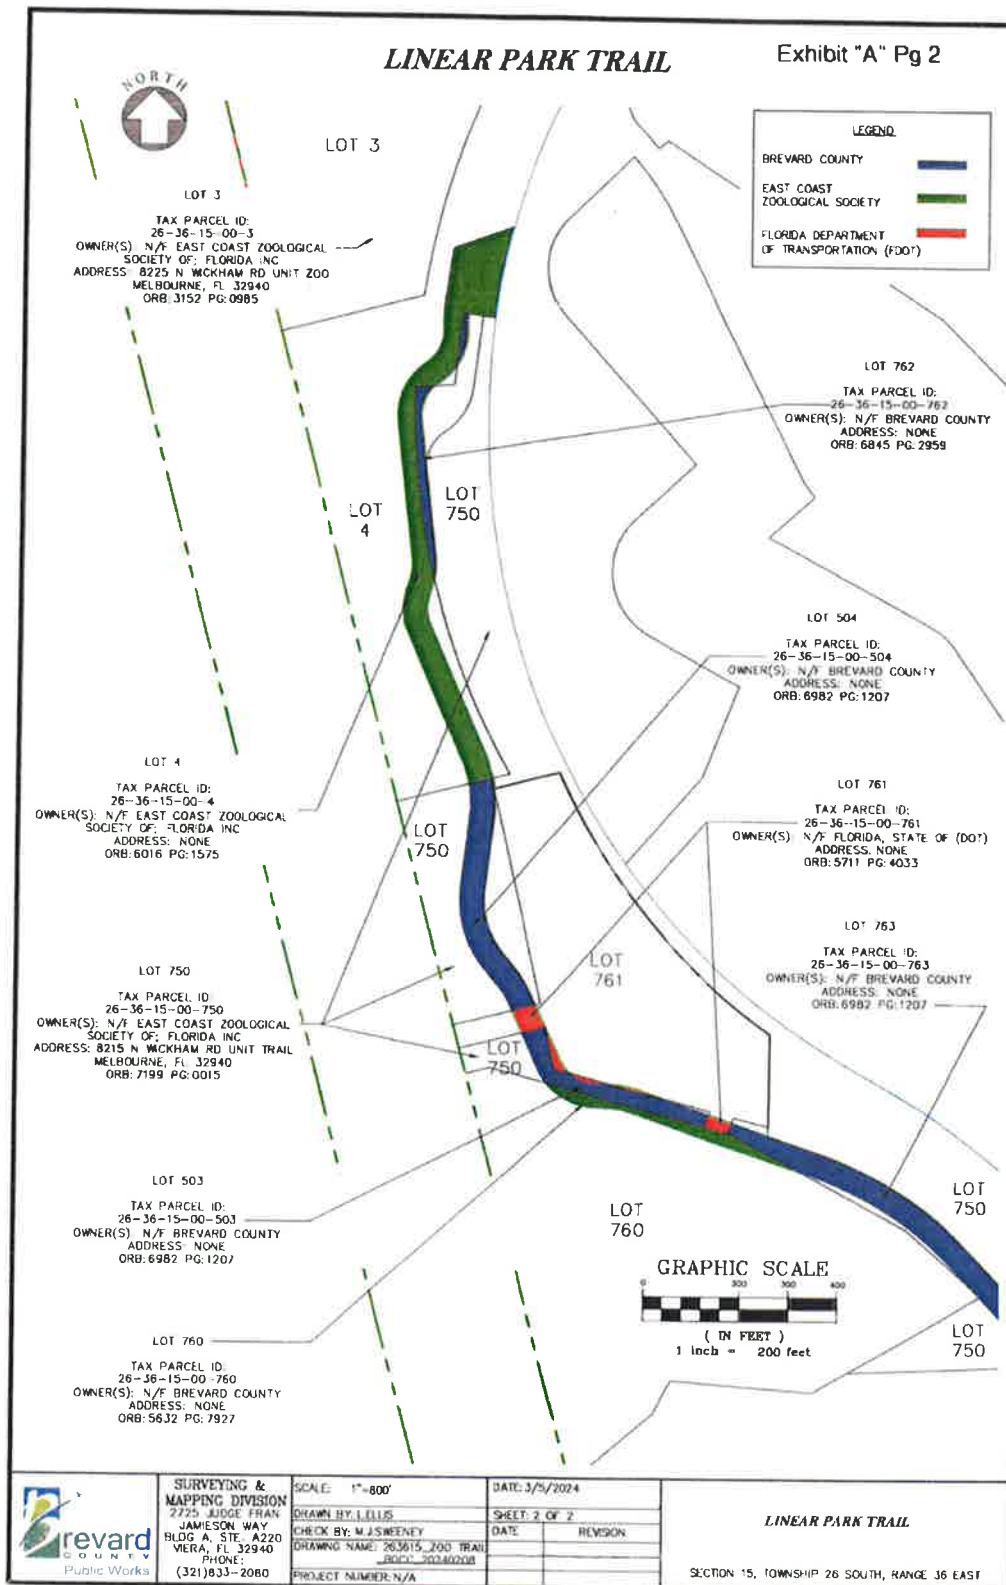 LINEAR PARK TRAIL
Exhibit "A" Pg 2
NORTH
LOT 3
LEGEND
BREVARD COUNTY
EAST COAST
ZOOLOGICAL SOCIETY
FLORIDA DEPARTMENT
OF TRANSPORTATION (FDOT)
LOT 3
TAX PARCEL ID:
26-36-15-00-3
OWNER(S): N/F EAST COAST ZOOLOGICAL
SOCIETY OF; FLORIDA INC
ADDRESS: 8225 N WICKHAM RD UNIT ZOO
MELBOURNE, FL 32940
ORB:3152 PG:0985
LOT 762
TAX PARCEL ID:
26-36-15-00-762
OWNER(S): N/F BREVARD COUNTY
ADDRESS: NONE
ORB:6845 PG:2959
LOT
4
LOT
750
LOT 504
TAX PARCEL ID:
26-36-15-00-504
OWNER(S): N/F BREVARD COUNTY
ADDRESS: NONE
ORB:6982 PG:1207
LOT 4
TAX PARCEL ID:
26-36-15-00-4
OWNER(S): N/F EAST COAST ZOOLOGICAL
SOCIETY OF; FLORIDA INC
ADDRESS: NONE
ORB:6016 PG:1575
LOT
750
LOT 761
TAX PARCEL ID:
26-36-15-00-761
OWNER(S): N/F FLORIDA, STATE OF (DOT)
ADDRESS: NONE
ORB:5711 PG:4033
LOT 763
TAX PARCEL ID:
26-36-15-00-763
OWNER(S): N/F BREVARD COUNTY
ADDRESS: NONE
ORB:6982 PG:1207
LOT
761
LOT 750
TAX PARCEL ID:
26-36-15-00-750
OWNER(S): N/F EAST COAST ZOOLOGICAL
SOCIETY OF; FLORIDA INC
ADDRESS: 8215 N WICKHAM RD UNIT TRAIL
MELBOURNE, FL 32940
ORB:7199 PG:0015
LOT
750
LOT 503
TAX PARCEL ID:
26-36-15-00-503
OWNER(S): N/F BREVARD COUNTY
ADDRESS: NONE
ORB:6982 PG:1207
LOT
750
LOT
760
GRAPHIC SCALE
0 200 300 400
( IN FEET )
1 inch = 200 feet
LOT
750
LOT 760
TAX PARCEL ID:
26-36-15-00-760
OWNER(S): N/F BREVARD COUNTY
ADDRESS: NONE
ORB:5632 PG:7927
Brevard
COUNTY
Public Works
SURVEYING &
MAPPING DIVISION
2725 JUDGE FRAN
JAMIESON WAY
BLDG A, STE. A220
VIERA, FL 32940
PHONE:
(321)633-2080
SCALE: 1"=800'
DRAWN BY: L.ELLIS
CHECK BY: M.J.SWEENEY
DRAWING NAME: 263615_ZOO TRAIL
_BOCC_20240208
PROJECT NUMBER: N/A
DATE: 3/5/2024
SHEET: 2 OF 2
DATE REVISION
LINEAR PARK TRAIL
SECTION 15, TOWNSHIP 26 SOUTH, RANGE 36 EAST